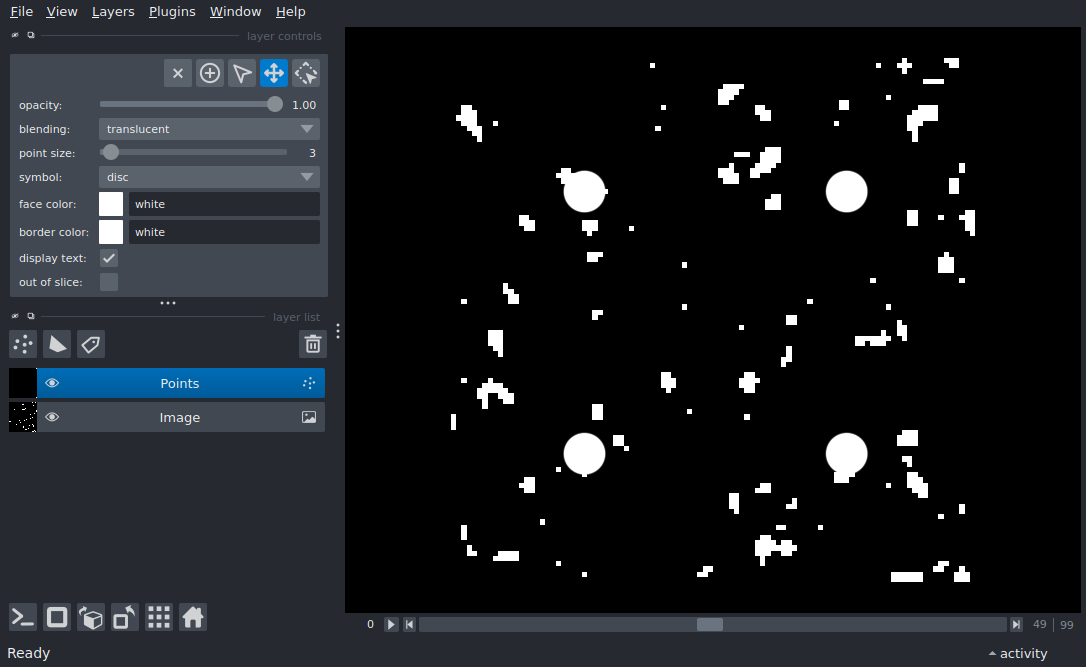 File View Layers Plugins Window Help
layer controls
opacity: 1.00
blending: translucent
point size: 3
symbol: disc
face color: white
border color: white
display text:
out of slice:
layer list
Points
Image
0 49 99
Ready activity